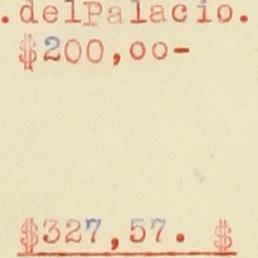 .delPalacio.
$200,oo-
$327,57. $